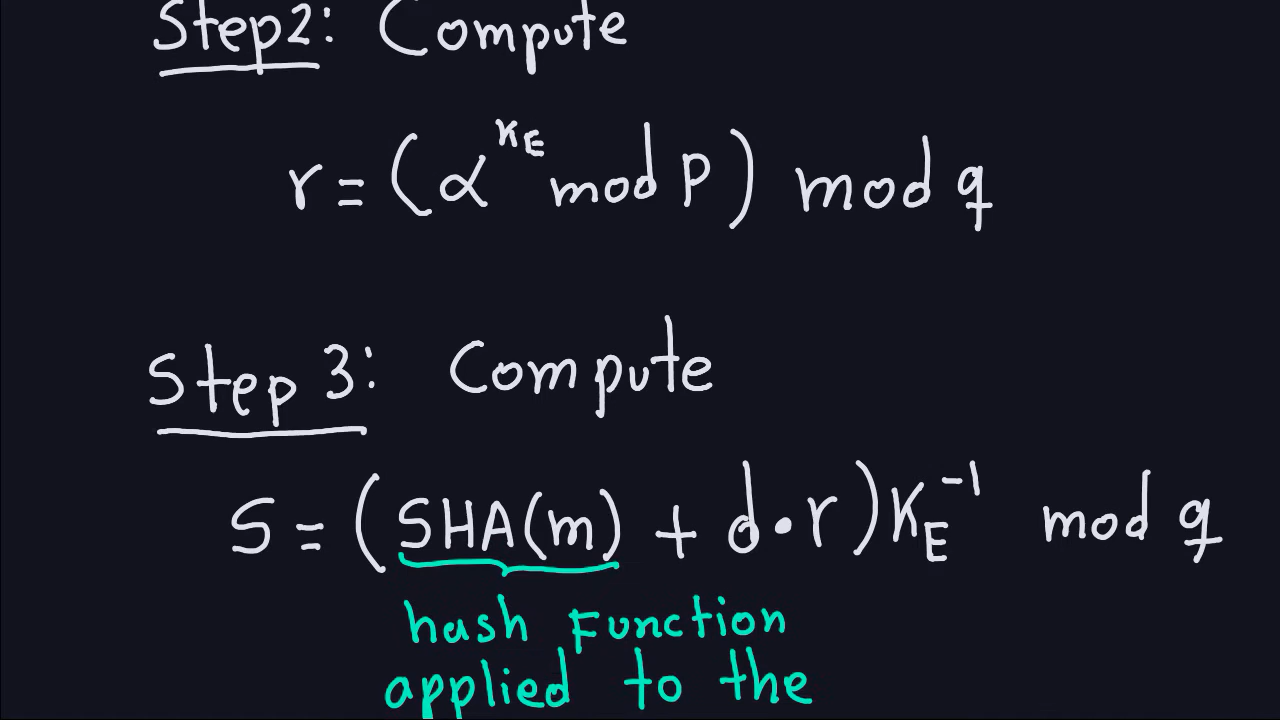 Step2: Compute
r = (α^K_E mod p) mod q
Step 3: Compute
S = (SHA(m) + d·r)K_E^-1 mod q
hash Function
applied to the